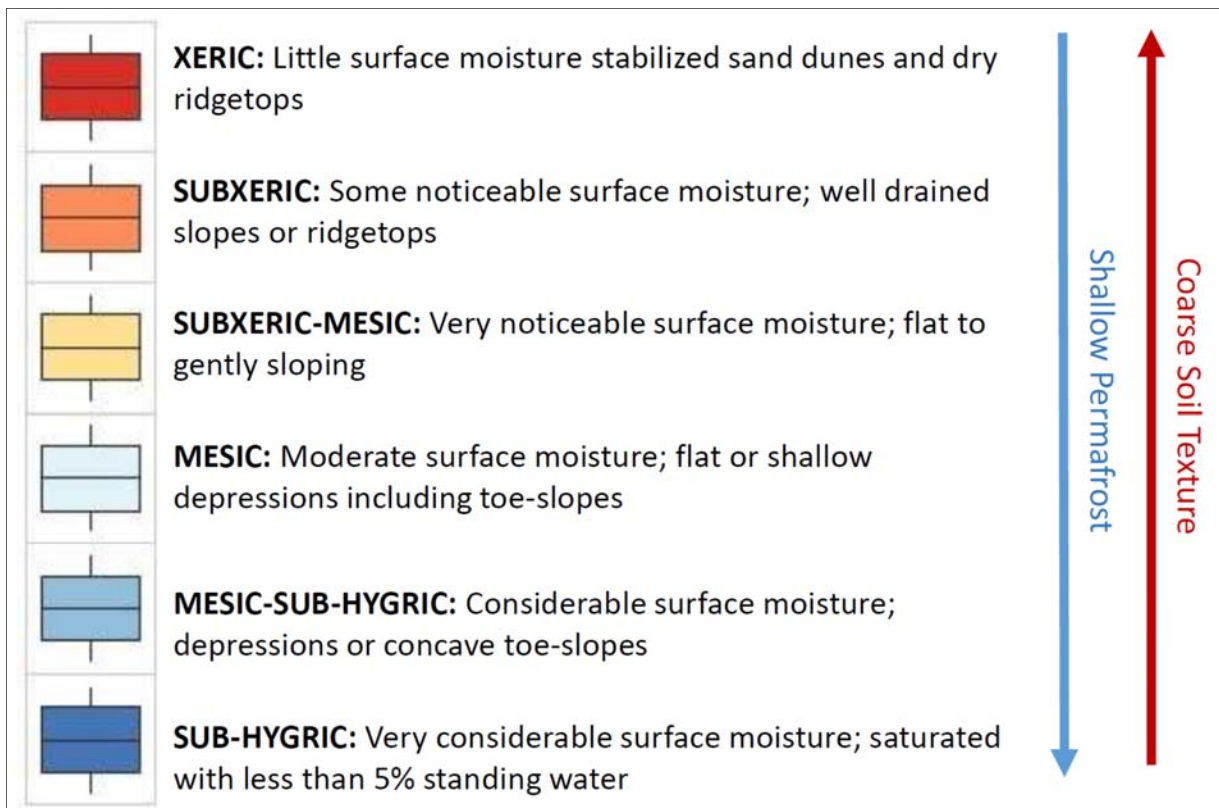 XERIC: Little surface moisture stabilized sand dunes and dry
ridgetops
SUBXERIC: Some noticeable surface moisture; well drained
slopes or ridgetops
SUBXERIC-MESIC: Very noticeable surface moisture; flat to
gently sloping
MESIC: Moderate surface moisture; flat or shallow
depressions including toe-slopes
MESIC-SUB-HYGRIC: Considerable surface moisture;
depressions or concave toe-slopes
SUB-HYGRIC: Very considerable surface moisture; saturated
with less than 5% standing water
Shallow Permafrost
Coarse Soil Texture